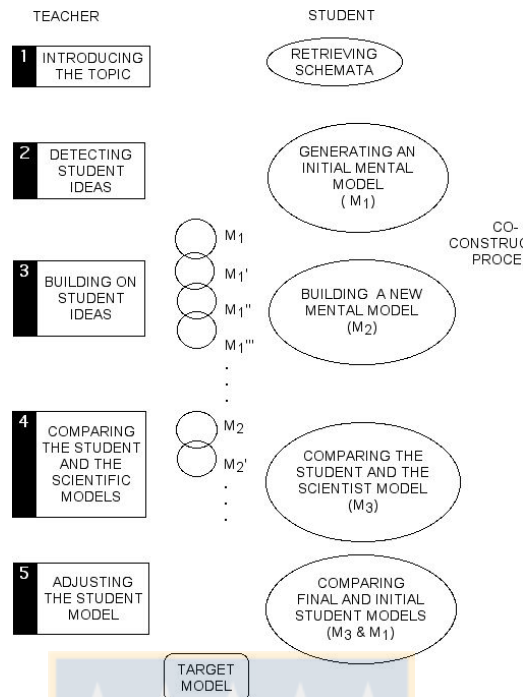 TEACHER
STUDENT
1
INTRODUCING
THE TOPIC
RETRIEVING
SCHEMATA
2
DETECTING
STUDENT
IDEAS
GENERATING AN
INITIAL MENTAL
MODEL
( M1)
CO-
CONSTRUC
PROCE
M1
M1'
M1''
M1'''
3
BUILDING ON
STUDENT
IDEAS
BUILDING A NEW
MENTAL MODEL
(M2)
.
.
.
4
COMPARING
THE STUDENT
AND THE
SCIENTIFIC
MODELS
M2
M2'
.
.
.
COMPARING THE
STUDENT AND THE
SCIENTIST MODEL
(M3)
5
ADJUSTING
THE STUDENT
MODEL
COMPARING
FINAL AND INITIAL
STUDENT MODELS
(M3 & M1)
TARGET
MODEL